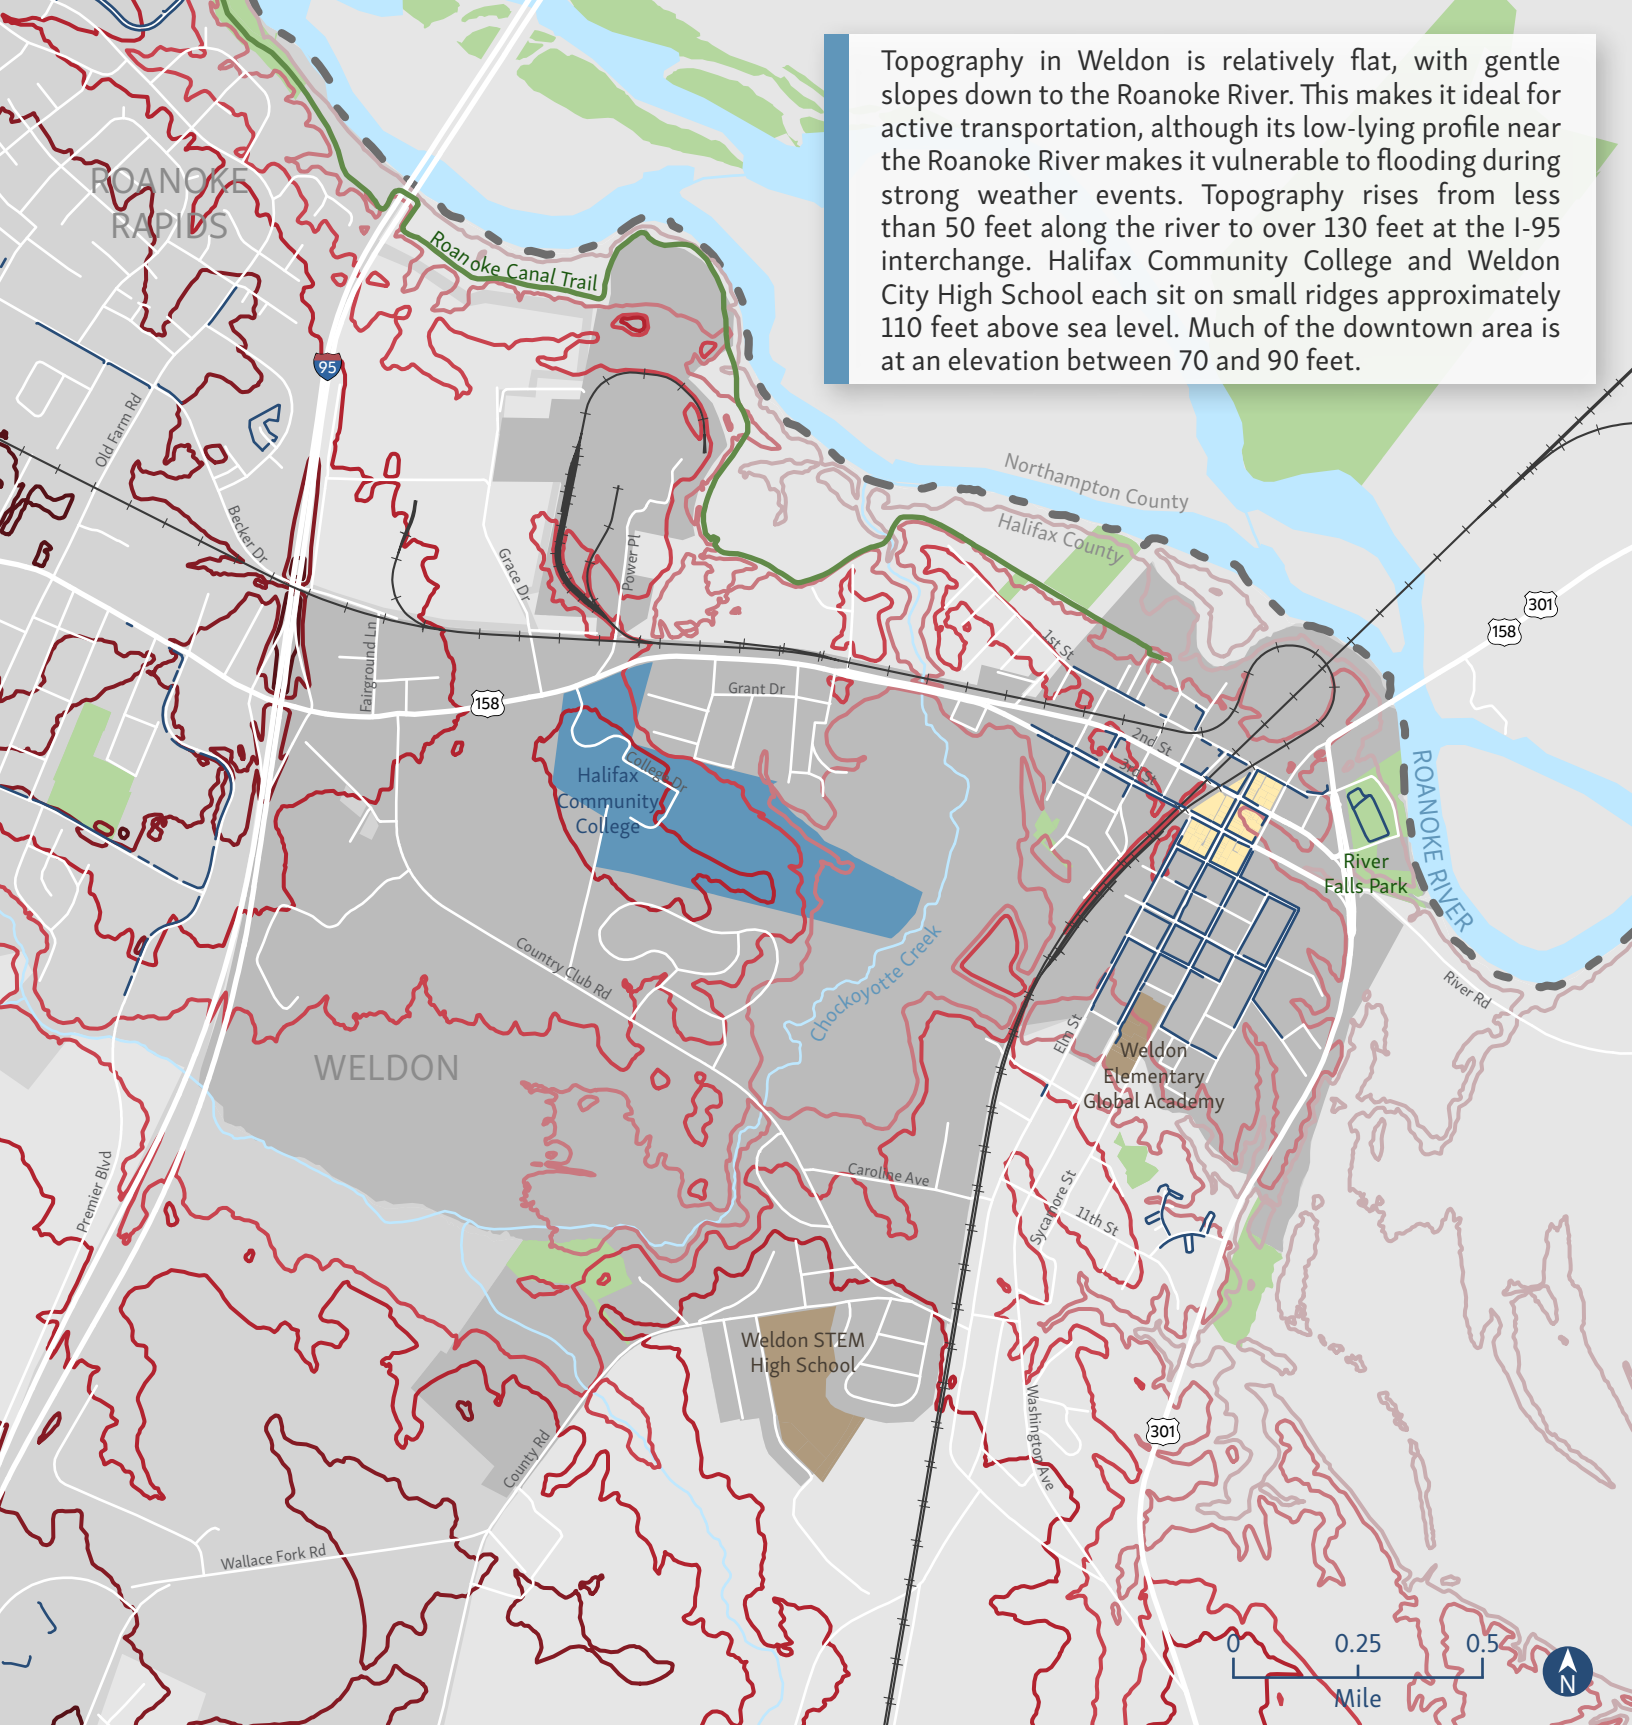 Topography in Weldon is relatively flat, with gentle
slopes down to the Roanoke River. This makes it ideal for
active transportation, although its low-lying profile near
the Roanoke River makes it vulnerable to flooding during
strong weather events. Topography rises from less
than 50 feet along the river to over 130 feet at the I-95
interchange. Halifax Community College and Weldon
City High School each sit on small ridges approximately
110 feet above sea level. Much of the downtown area is
at an elevation between 70 and 90 feet.
ROANOKE
RAPIDS
Roanoke Canal Trail
95
Old Farm Rd
Becker Dr
Grace Dr
Power Pl
Northampton County
Halifax County
301
158
Fairground Ln
158
Grant Dr
1st St
2nd St
3rd St
College Dr
Halifax
Community
College
ROANOKE RIVER
River
Falls Park
Country Club Rd
Chockoyotte Creek
River Rd
Elm St
WELDON
Weldon
Elementary
Global Academy
Premier Blvd
Caroline Ave
Sycamore St
11th St
Weldon STEM
High School
Washington Ave
301
County Rd
Wallace Fork Rd
0 0.25 0.5
Mile
N